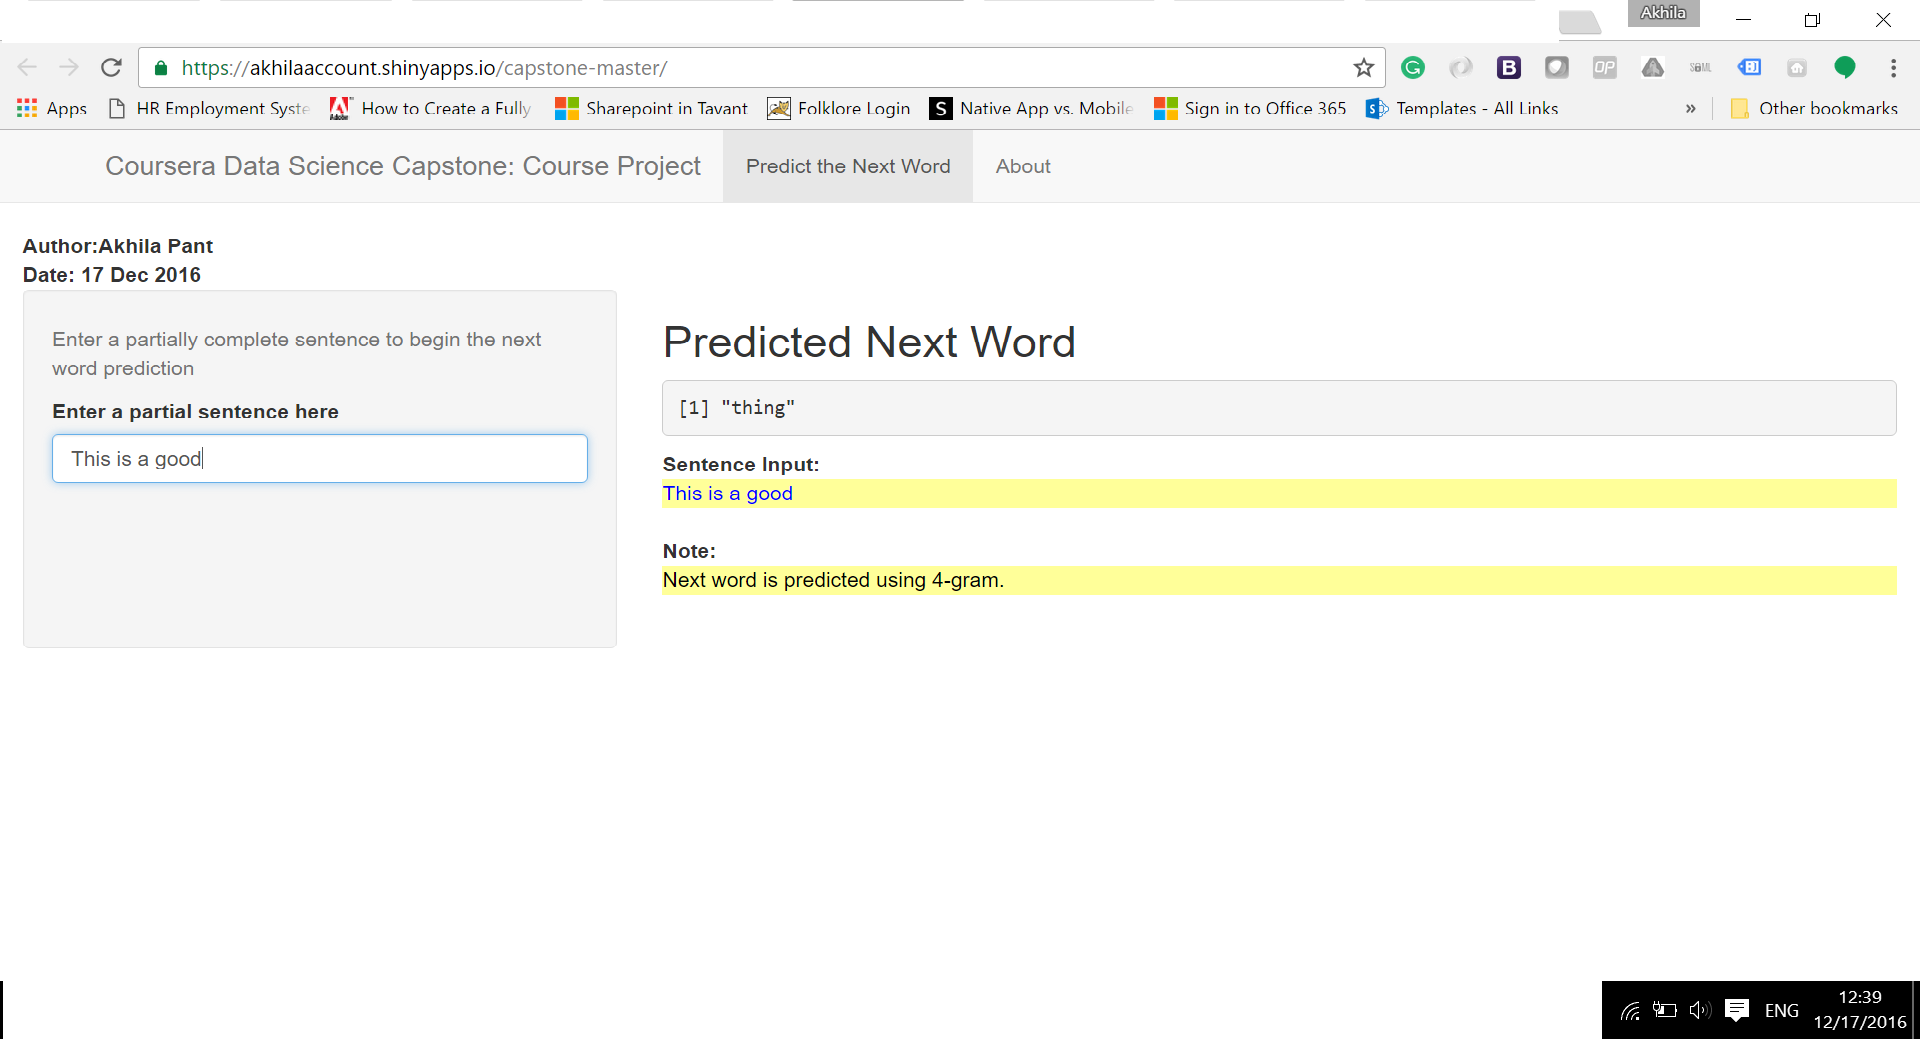 Akhila
https://akhilaaccount.shinyapps.io/capstone-master/
Apps HR Employment Syste How to Create a Fully Sharepoint in Tavant Folklore Login Native App vs. Mobile Sign in to Office 365 Templates - All Links » Other bookmarks
Coursera Data Science Capstone: Course Project Predict the Next Word About
Author:Akhila Pant
Date: 17 Dec 2016
Enter a partially complete sentence to begin the next
word prediction
Enter a partial sentence here
This is a good
Predicted Next Word
[1] "thing"
Sentence Input:
This is a good
Note:
Next word is predicted using 4-gram.
ENG
12:39
12/17/2016